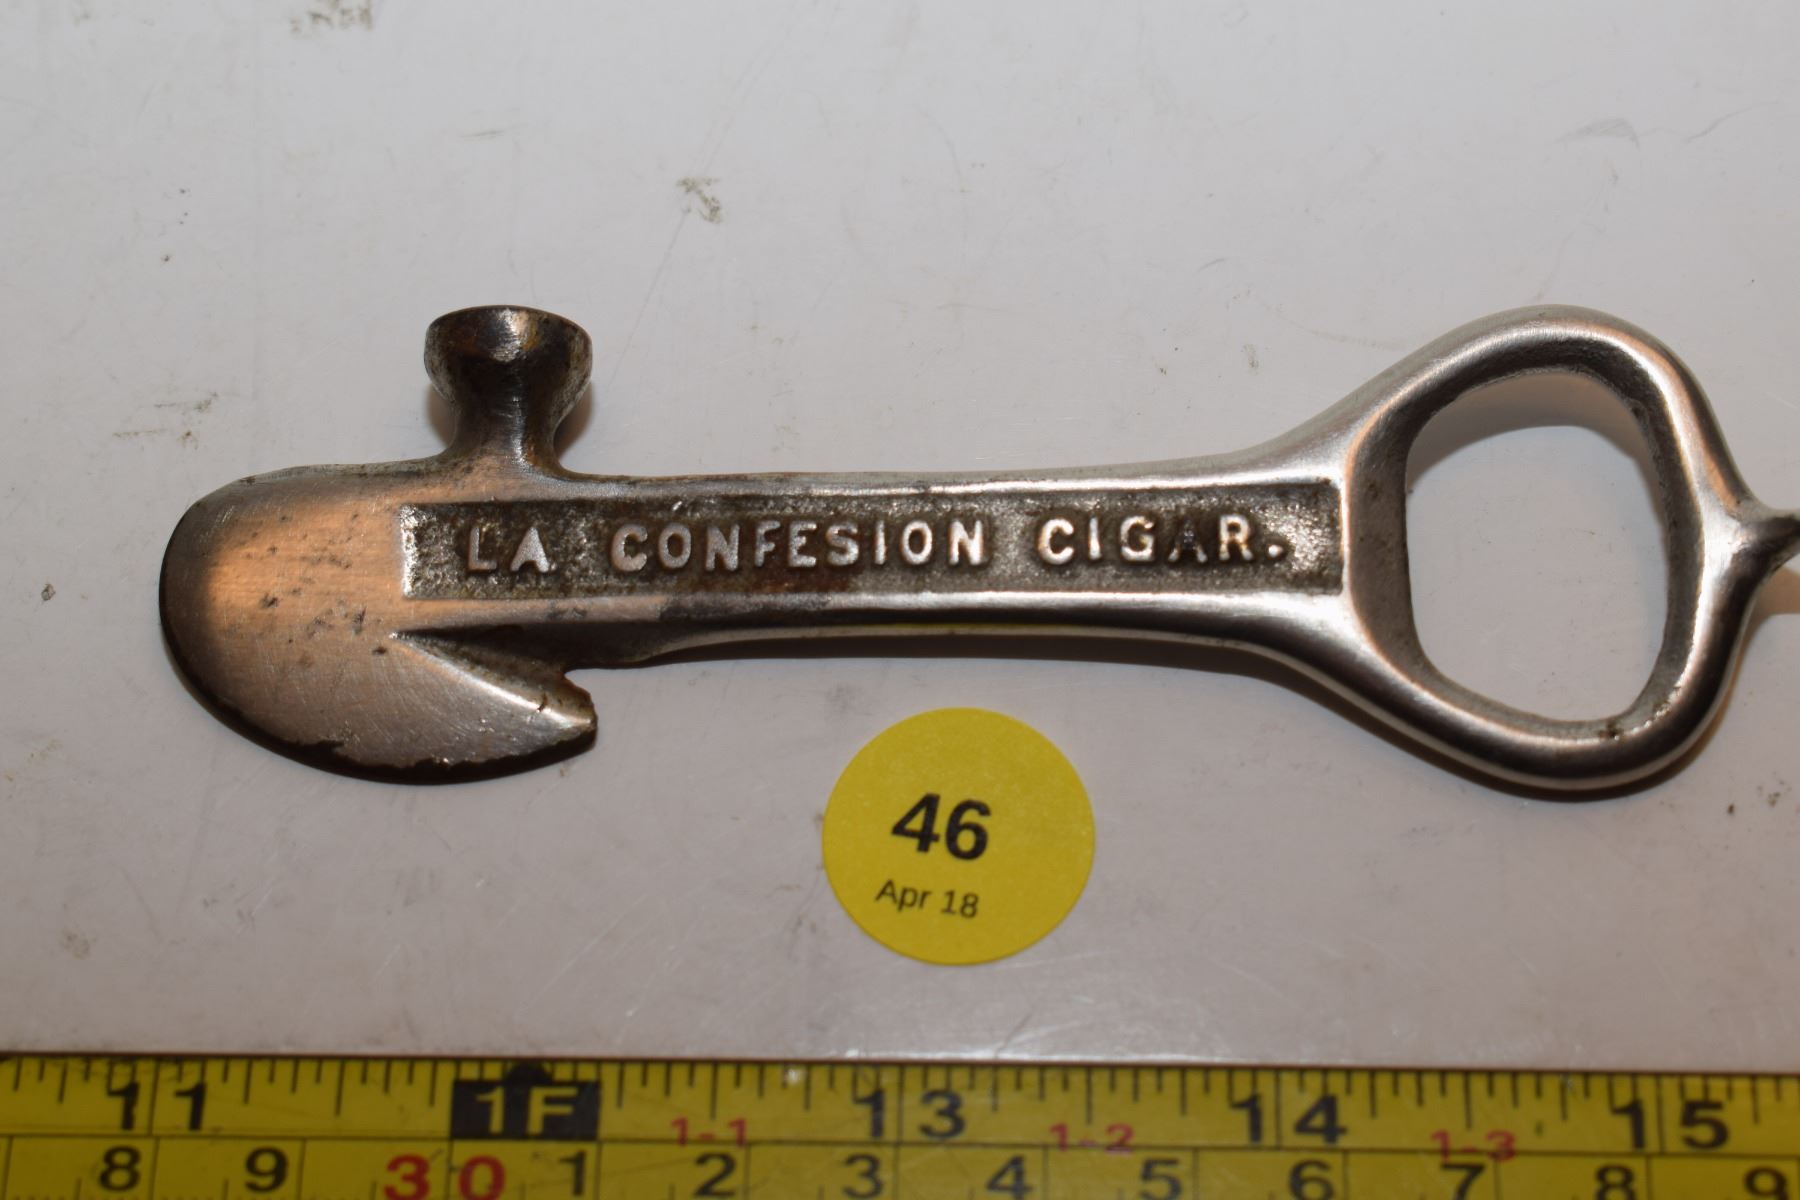 LA CONFESION CIGAR.
46
Apr 18
11 1F 13 14 15
1-1 1-2 1-3
8 9 30 1 2 3 4 5 6 7 8 9